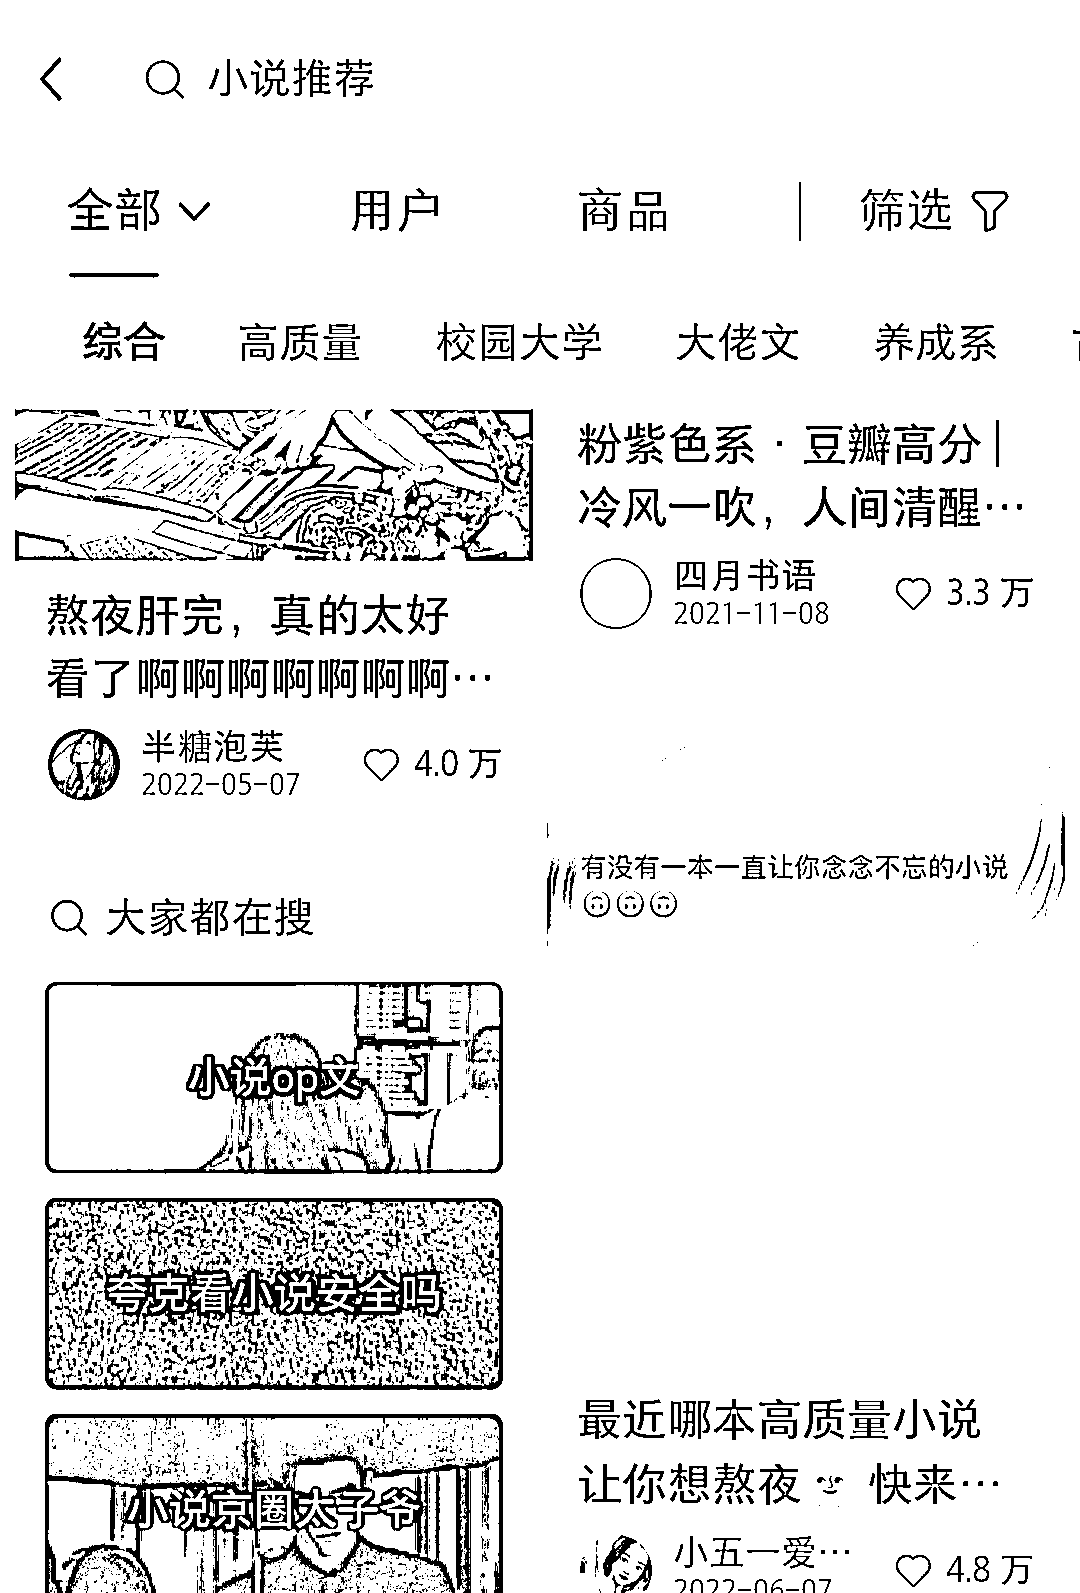 小说推荐
全部 用户 商品 筛选
综合 高质量 校园大学 大佬文 养成系
熬夜肝完，真的太好
看了啊啊啊啊啊啊啊…
半糖泡芙
2022-05-07
4.0 万
大家都在搜
小说op文
夸克看小说安全吗
小说京圈太子爷
粉紫色系 · 豆瓣高分 |
冷风一吹，人间清醒…
四月书语
2021-11-08
3.3 万
有没有一本一直让你念念不忘的小说
🙃🙃🙃
最近哪本高质量小说
让你想熬夜 快来…
小五一爱…
2022-06-07
4.8 万